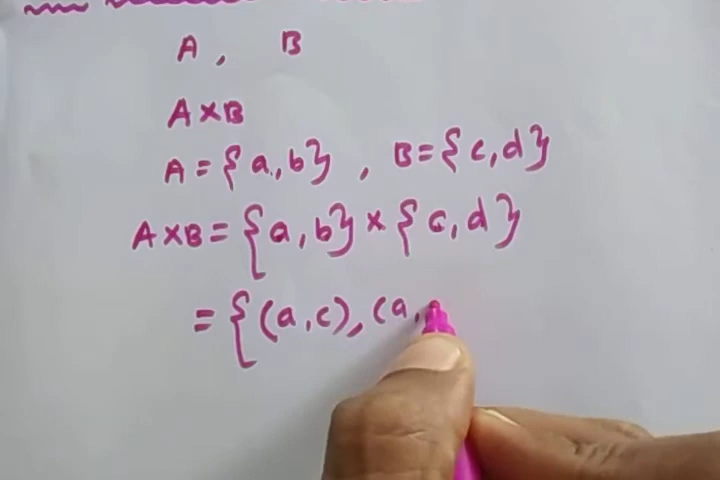 A, B
A×B
A={a,b}, B={c,d}
A×B={a,b}×{c,d}
={(a,c),(a,